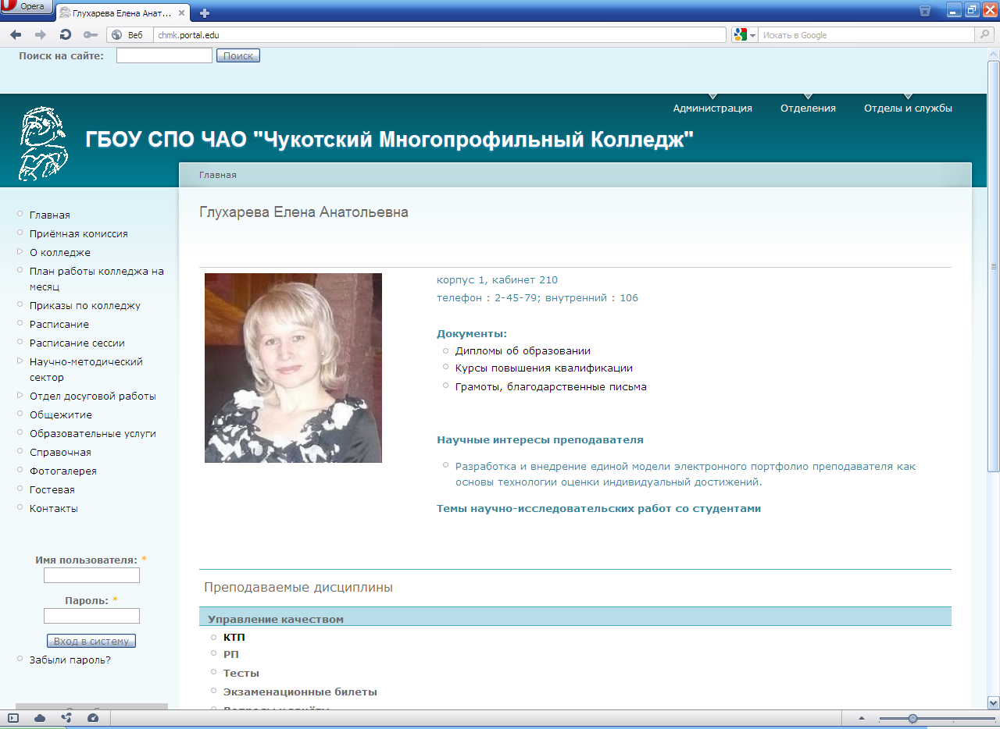 Opera
Глухарева Елена Анат...
Веб
chmk.portal.edu
Искать в Google
Поиск на сайте:
Поиск
Администрация
Отделения
Отделы и службы
ГБОУ СПО ЧАО "Чукотский Многопрофильный Колледж"
Главная
Главная
Приёмная комиссия
О колледже
План работы колледжа на
месяц
Приказы по колледжу
Расписание
Расписание сессии
Научно-методический
сектор
Отдел досуговой работы
Общежитие
Образовательные услуги
Справочная
Фотогалерея
Гостевая
Контакты
Имя пользователя: *
Пароль: *
Вход в систему
Забыли пароль?
Глухарева Елена Анатольевна
корпус 1, кабинет 210
телефон : 2-45-79; внутренний : 106
Документы:
Дипломы об образовании
Курсы повышения квалификации
Грамоты, благодарственные письма
Научные интересы преподавателя
Разработка и внедрение единой модели электронного портфолио преподавателя как
основы технологии оценки индивидуальный достижений.
Темы научно-исследовательских работ со студентами
Преподаваемые дисциплины
Управление качеством
КТП
РП
Тесты
Экзаменационные билеты